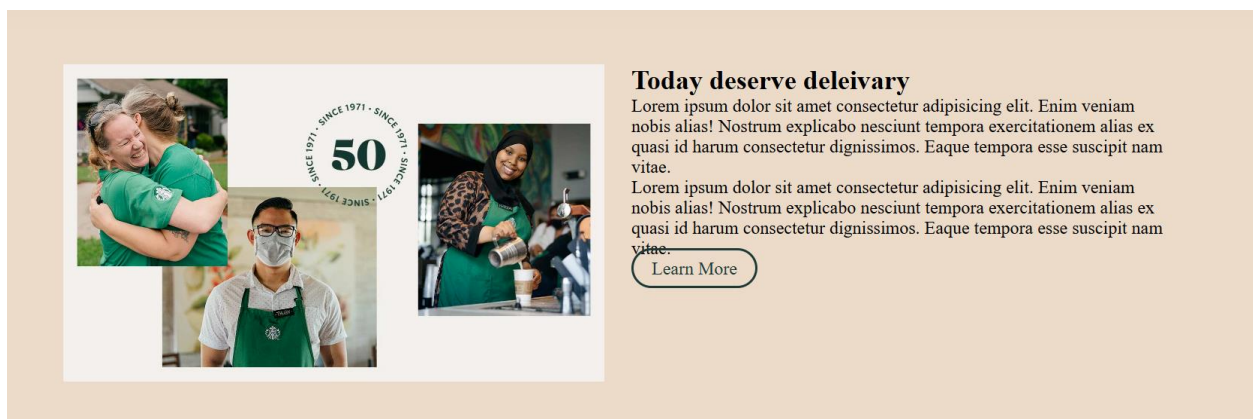 SINCE 1971 · SINCE 1971 · SINCE 1971 · SINCE 1971 ·
50
Today deserve deleivary
Lorem ipsum dolor sit amet consectetur adipisicing elit. Enim veniam
nobis alias! Nostrum explicabo nesciunt tempora exercitationem alias ex
quasi id harum consectetur dignissimos. Eaque tempora esse suscipit nam
vitae.
Lorem ipsum dolor sit amet consectetur adipisicing elit. Enim veniam
nobis alias! Nostrum explicabo nesciunt tempora exercitationem alias ex
quasi id harum consectetur dignissimos. Eaque tempora esse suscipit nam
vitae.
Learn More